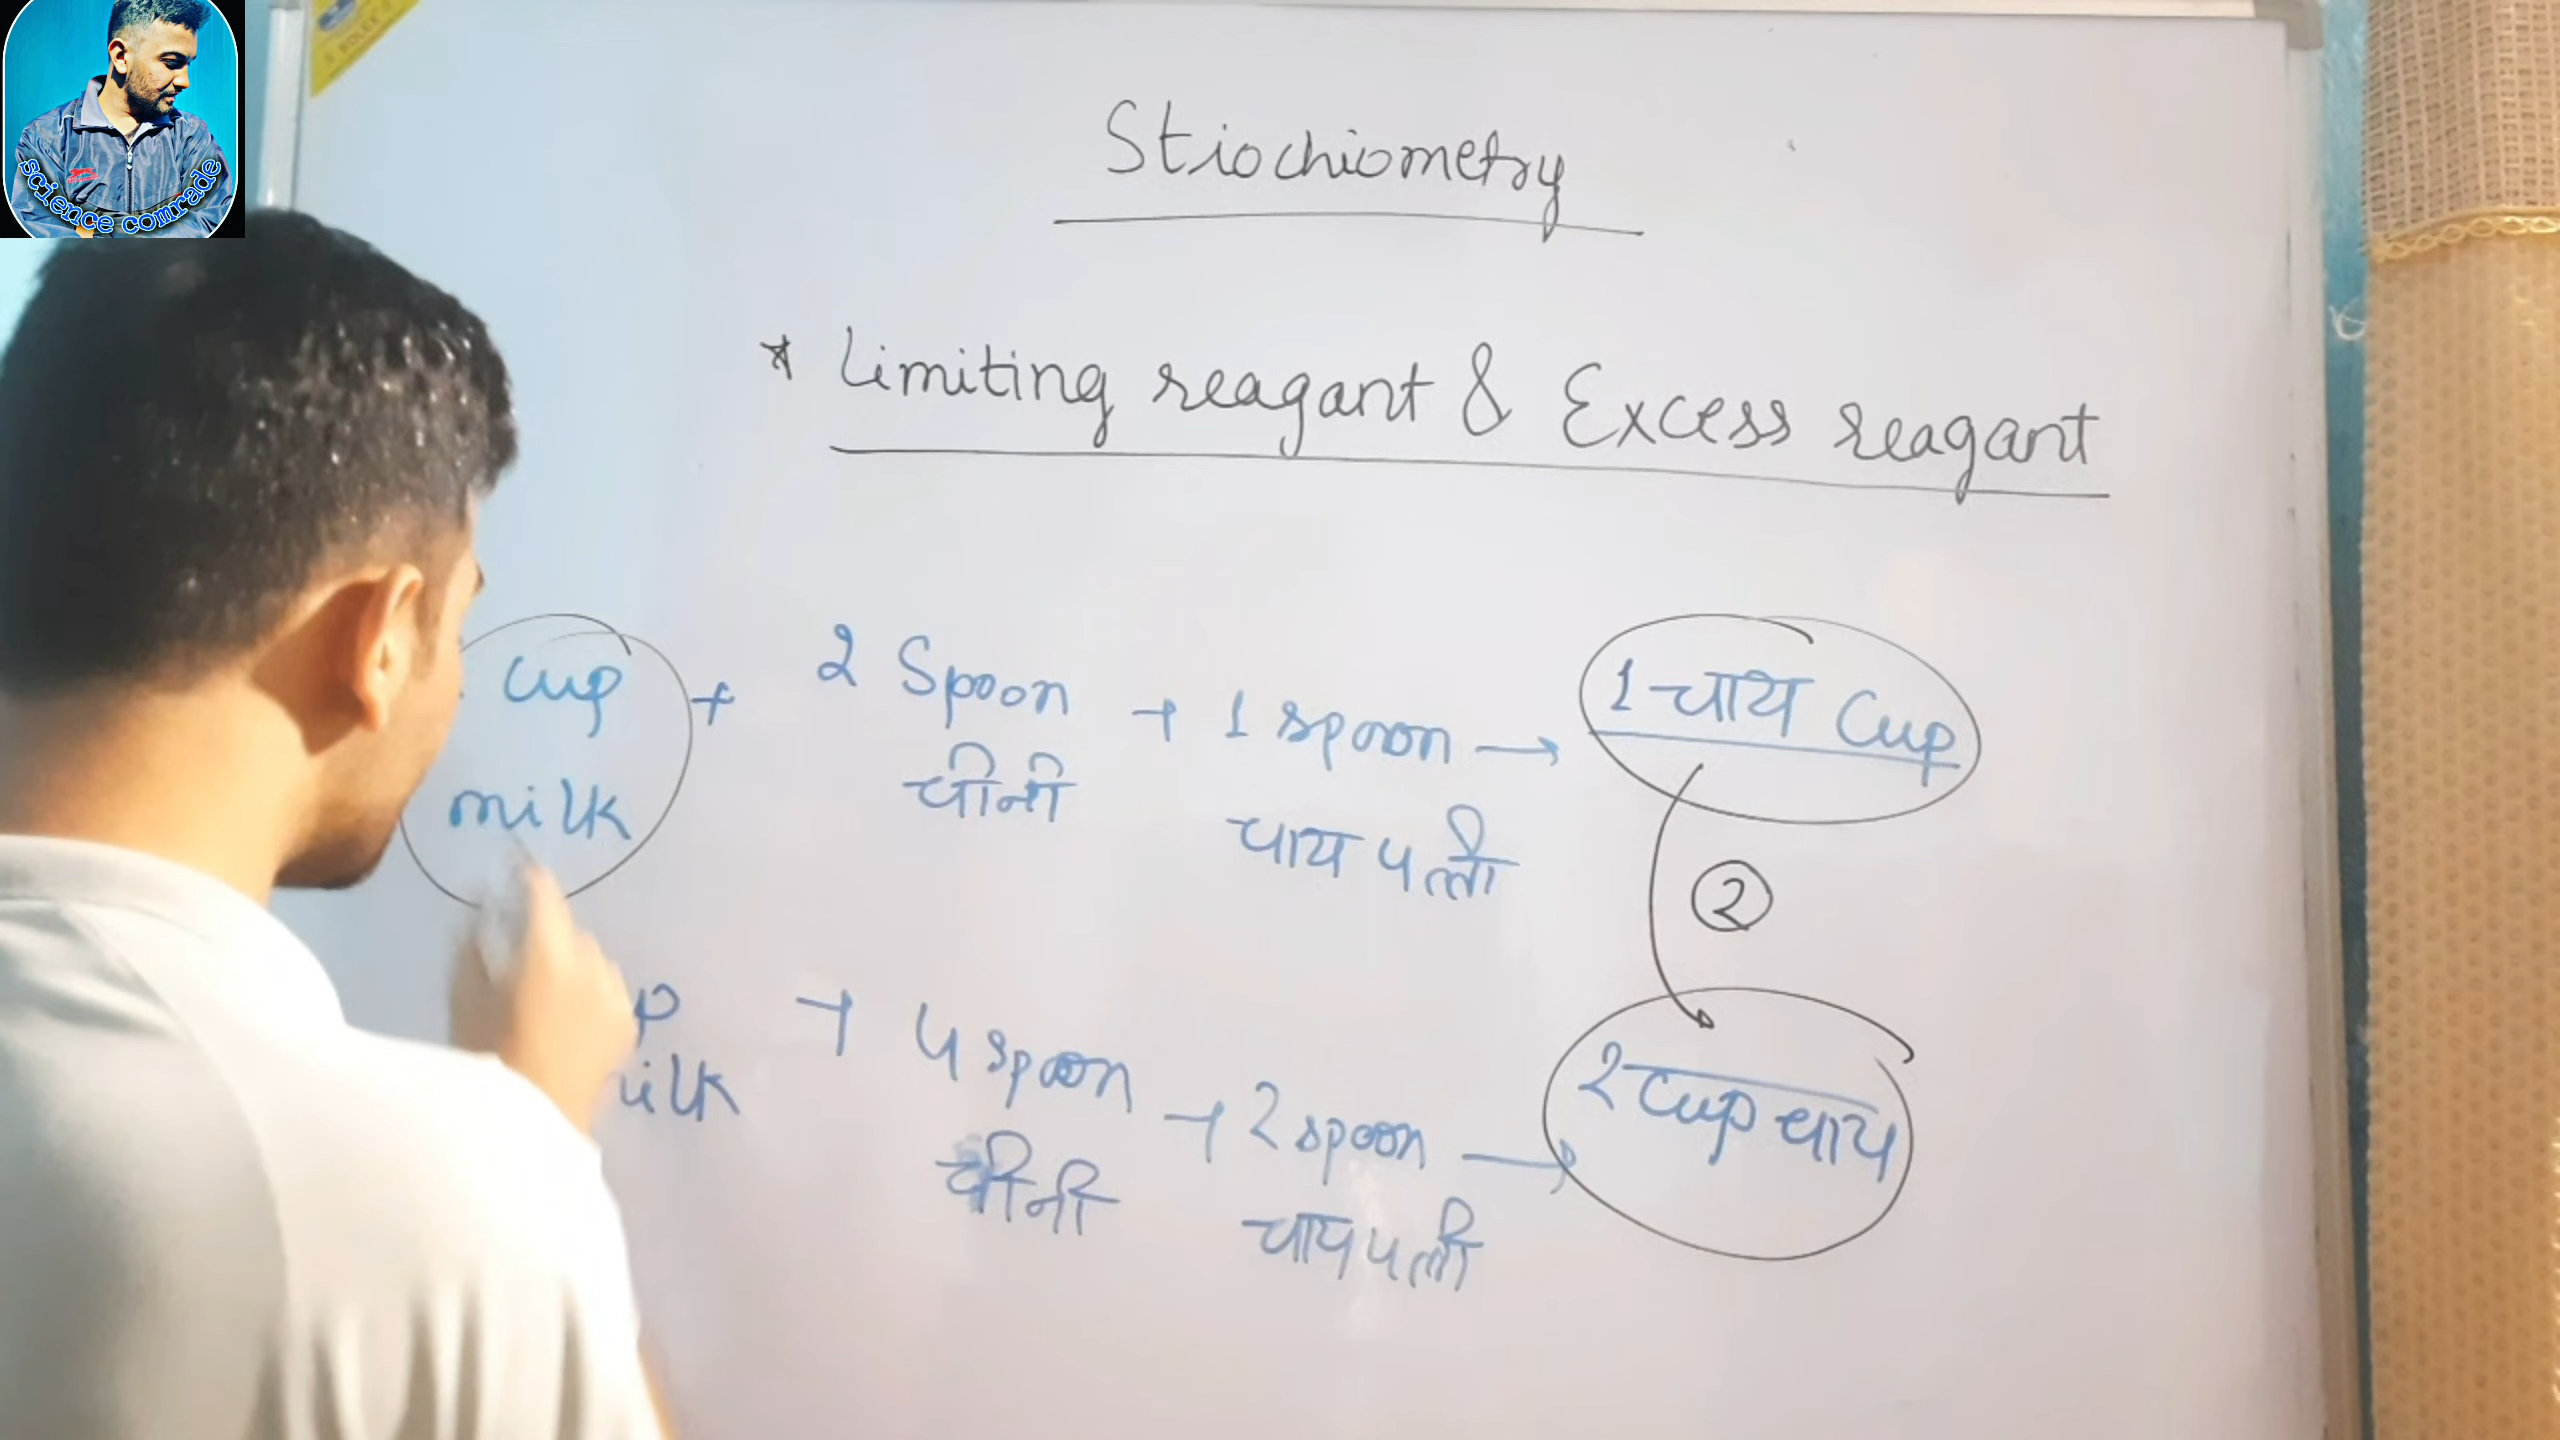 science comrade
Stiochiometry
* Limiting reagant & Excess reagant
cup + 2 Spoon + 1 spoon → 1 चाय Cup
milk चीनी चाय पत्ती
2
+ 4 spoon + 2 spoon → 2 Cup चाय
चीनी चाय पत्ती